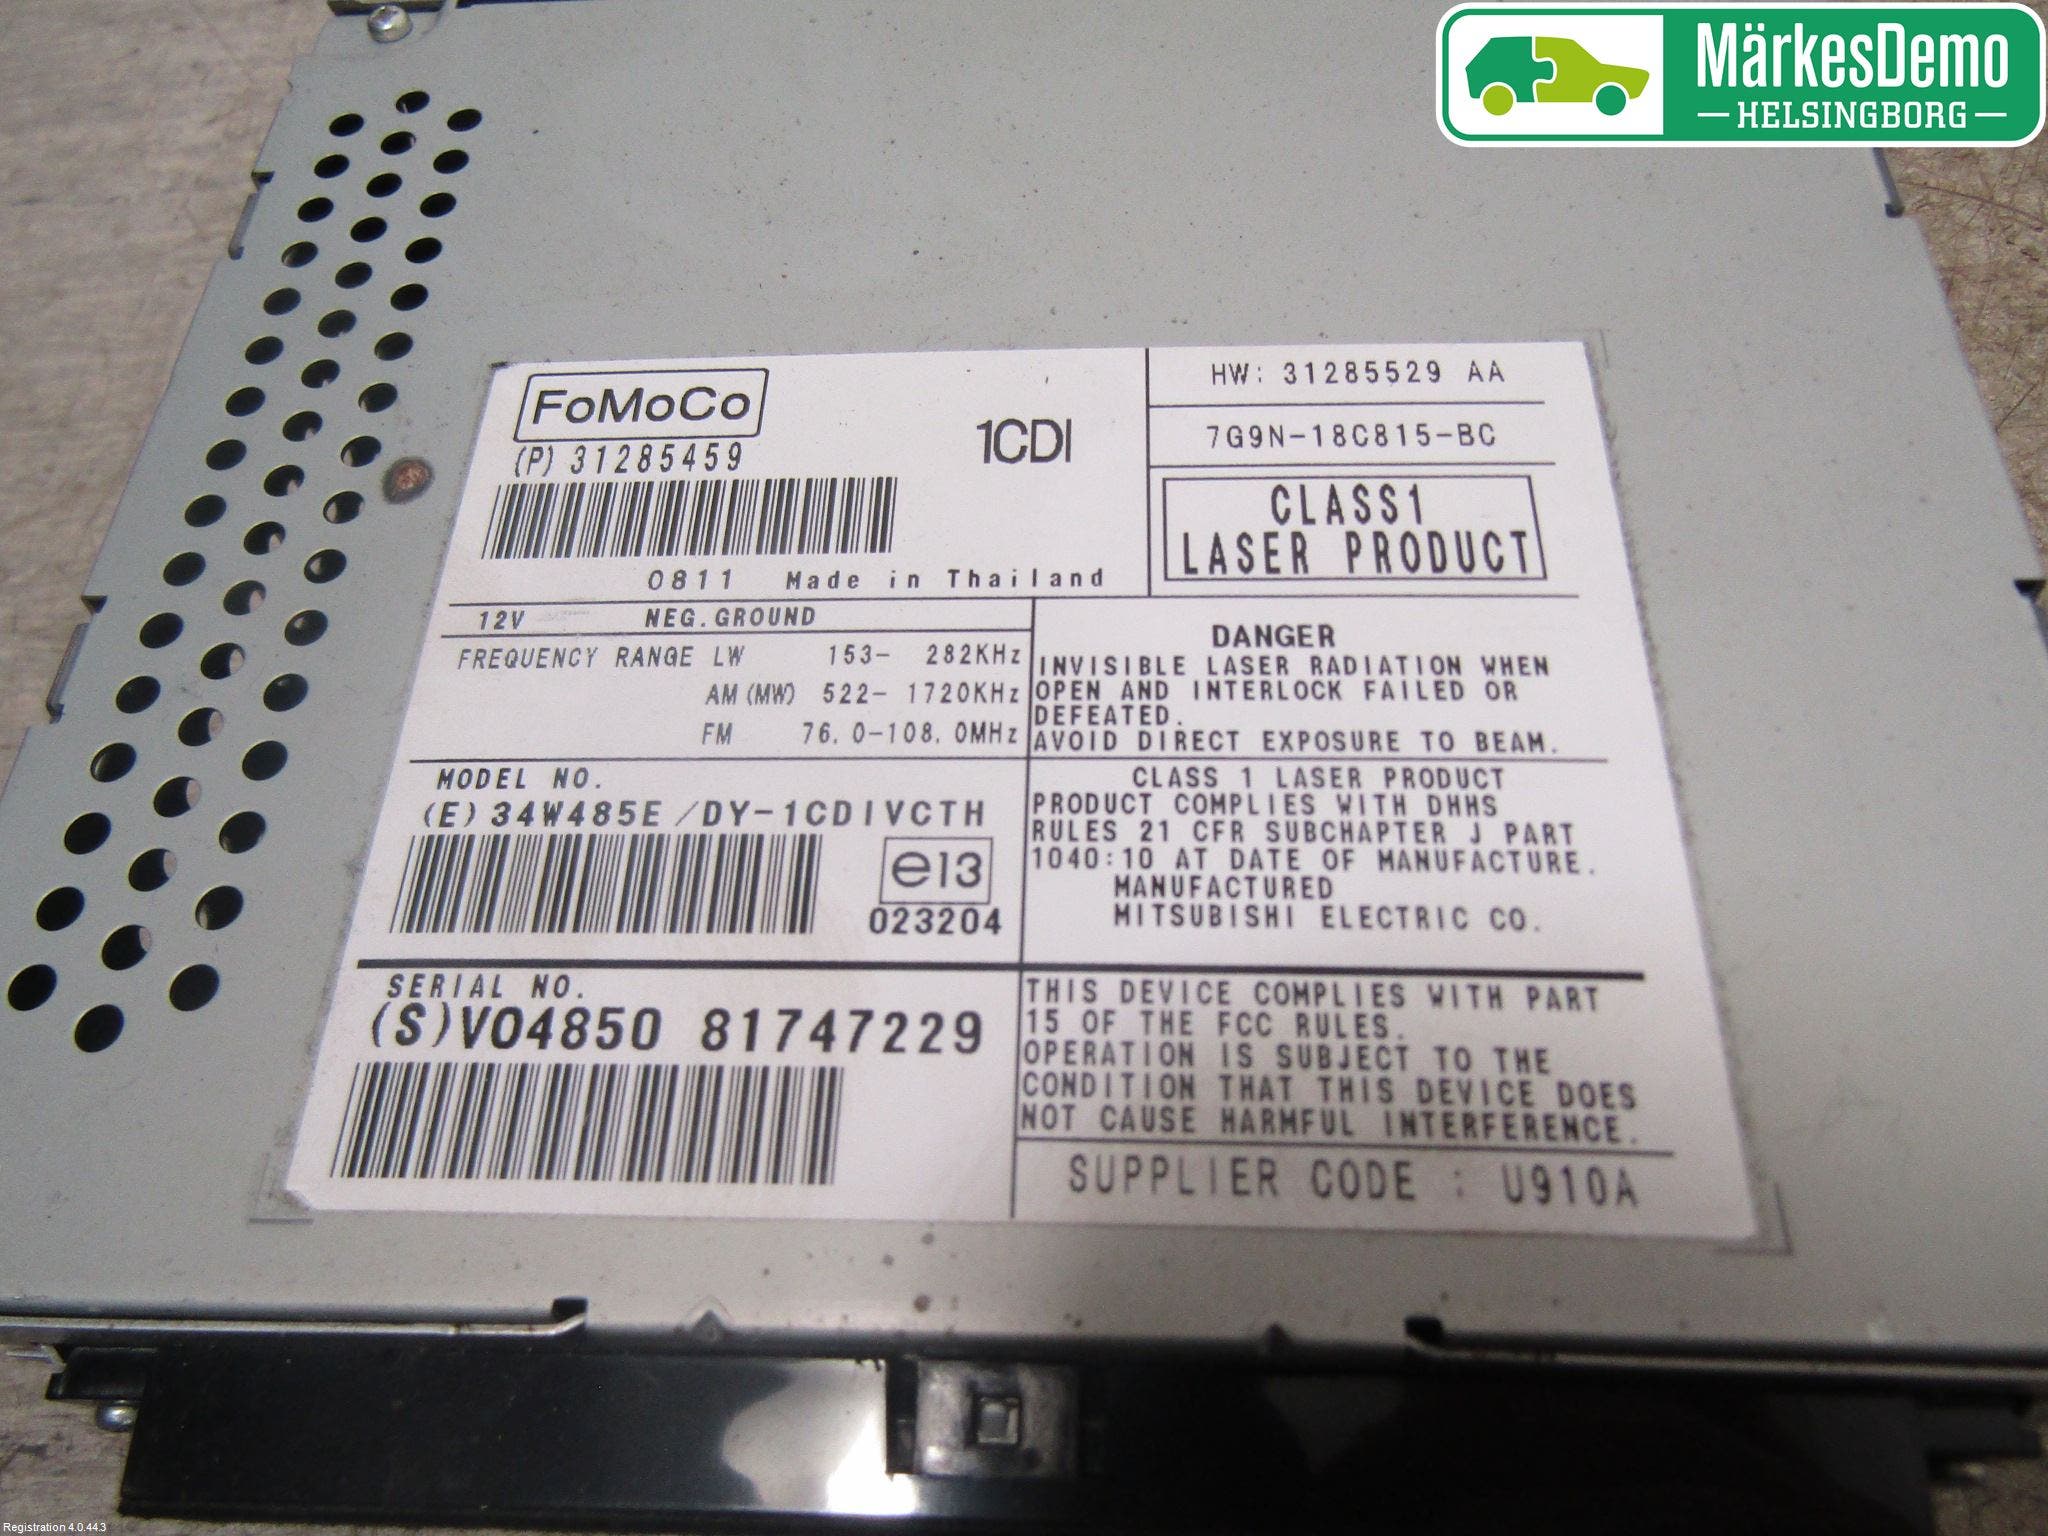 MärkesDemo
HELSINGBORG
FoMoCo
(P) 31285459
1CDI
0811 Made in Thailand
HW: 31285529 AA
7G9N-18C815-BC
CLASS1
LASER PRODUCT
12V NEG.GROUND
FREQUENCY RANGE LW 153- 282KHz
AM(MW) 522- 1720KHz
FM 76.0-108.0MHz
DANGER
INVISIBLE LASER RADIATION WHEN
OPEN AND INTERLOCK FAILED OR
DEFEATED.
AVOID DIRECT EXPOSURE TO BEAM.
MODEL NO.
(E)34W485E/DY-1CDIVCTH
e13
023204
CLASS 1 LASER PRODUCT
PRODUCT COMPLIES WITH DHHS
RULES 21 CFR SUBCHAPTER J PART
1040:10 AT DATE OF MANUFACTURE.
MANUFACTURED
MITSUBISHI ELECTRIC CO.
SERIAL NO.
(S)VO4850 81747229
THIS DEVICE COMPLIES WITH PART
15 OF THE FCC RULES.
OPERATION IS SUBJECT TO THE
CONDITION THAT THIS DEVICE DOES
NOT CAUSE HARMFUL INTERFERENCE.
SUPPLIER CODE : U910A
Registration 4.0.44.3